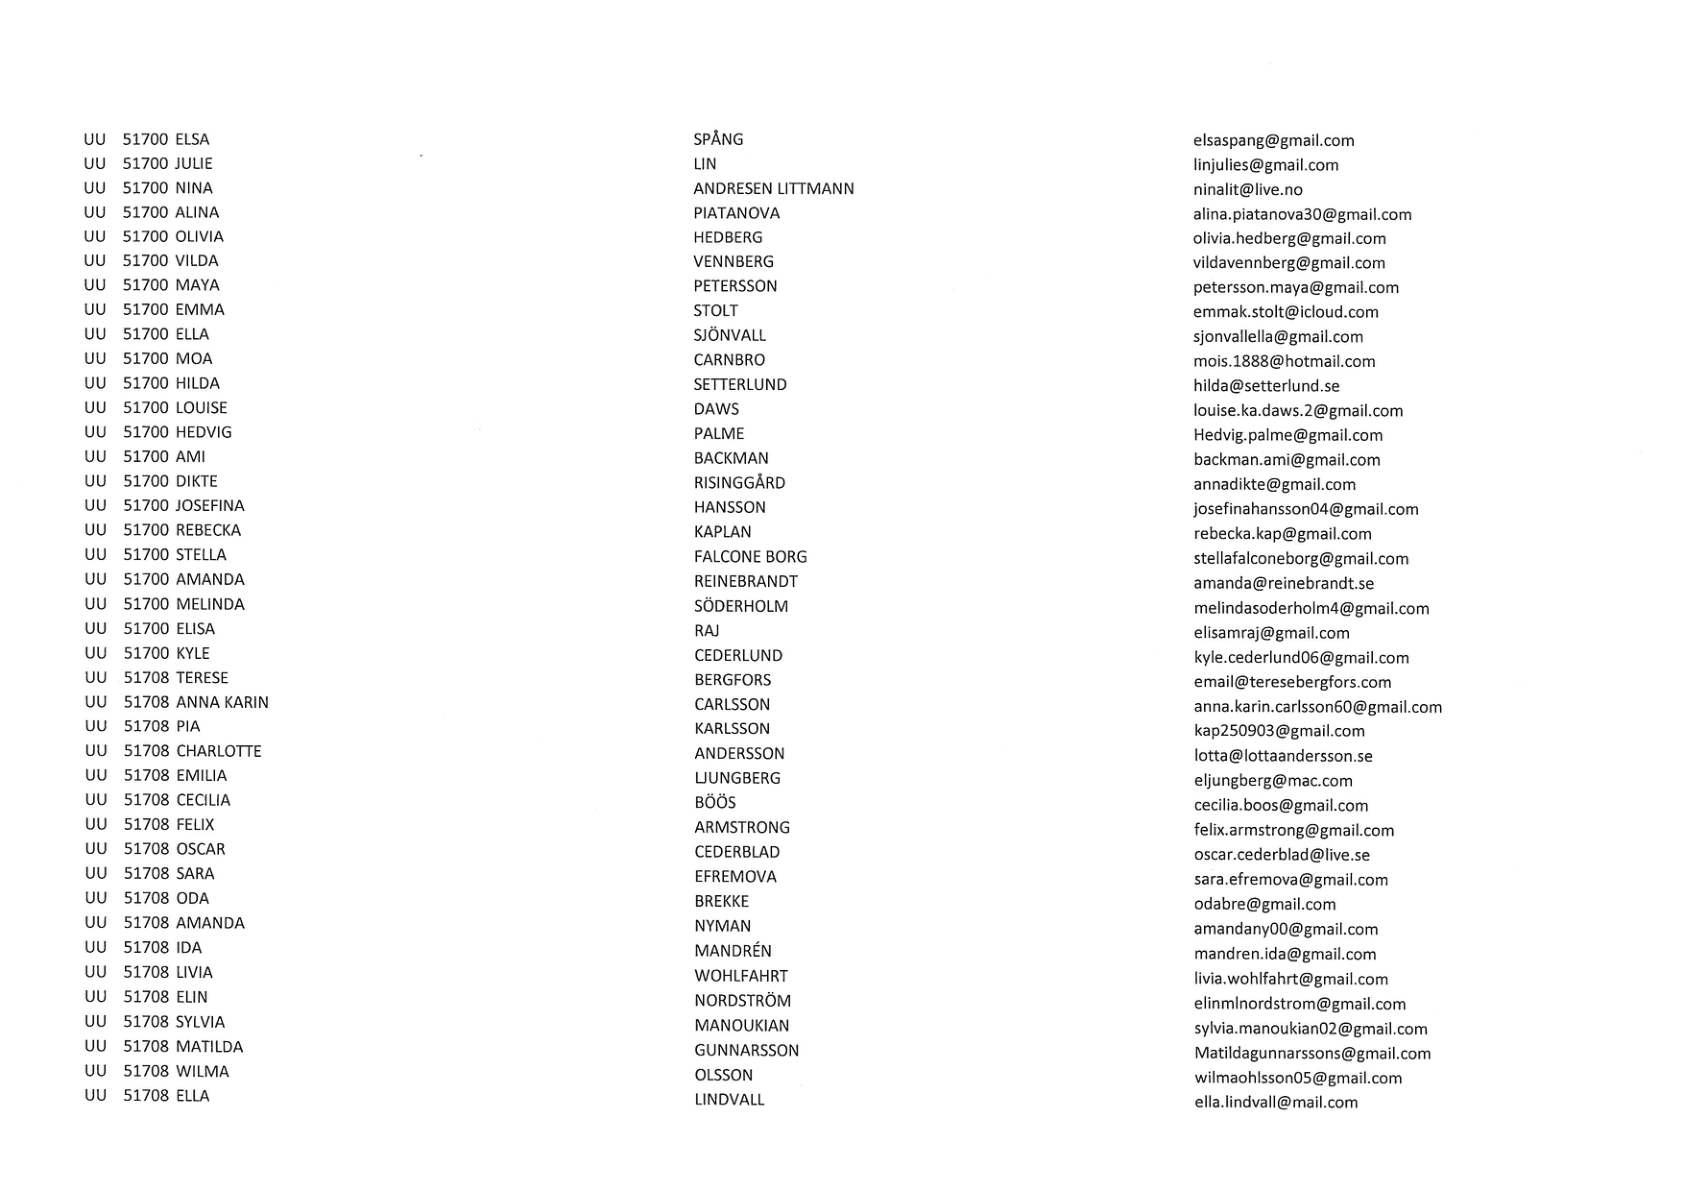 UU 51700 ELSA SPÅNG elsaspang@gmail.com
UU 51700 JULIE LIN linjulies@gmail.com
UU 51700 NINA ANDRESEN LITTMANN ninalit@live.no
UU 51700 ALINA PIATANOVA alina.piatanova30@gmail.com
UU 51700 OLIVIA HEDBERG olivia.hedberg@gmail.com
UU 51700 VILDA VENNBERG vildavennberg@gmail.com
UU 51700 MAYA PETERSSON petersson.maya@gmail.com
UU 51700 EMMA STOLT emmak.stolt@icloud.com
UU 51700 ELLA SJÖNVALL sjonvallella@gmail.com
UU 51700 MOA CARNBRO mois.1888@hotmail.com
UU 51700 HILDA SETTERLUND hilda@setterlund.se
UU 51700 LOUISE DAWS louise.ka.daws.2@gmail.com
UU 51700 HEDVIG PALME Hedvig.palme@gmail.com
UU 51700 AMI BACKMAN backman.ami@gmail.com
UU 51700 DIKTE RISINGGÅRD annadikte@gmail.com
UU 51700 JOSEFINA HANSSON josefinahansson04@gmail.com
UU 51700 REBECKA KAPLAN rebecka.kap@gmail.com
UU 51700 STELLA FALCONE BORG stellafalconeborg@gmail.com
UU 51700 AMANDA REINEBRANDT amanda@reinebrandt.se
UU 51700 MELINDA SÖDERHOLM melindasoderholm4@gmail.com
UU 51700 ELISA RAJ elisamraj@gmail.com
UU 51700 KYLE CEDERLUND kyle.cederlund06@gmail.com
UU 51708 TERESE BERGFORS email@teresebergfors.com
UU 51708 ANNA KARIN CARLSSON anna.karin.carlsson60@gmail.com
UU 51708 PIA KARLSSON kap250903@gmail.com
UU 51708 CHARLOTTE ANDERSSON lotta@lottaandersson.se
UU 51708 EMILIA LJUNGBERG eljungberg@mac.com
UU 51708 CECILIA BÖÖS cecilia.boos@gmail.com
UU 51708 FELIX ARMSTRONG felix.armstrong@gmail.com
UU 51708 OSCAR CEDERBLAD oscar.cederblad@live.se
UU 51708 SARA EFREMOVA sara.efremova@gmail.com
UU 51708 ODA BREKKE odabre@gmail.com
UU 51708 AMANDA NYMAN amandany00@gmail.com
UU 51708 IDA MANDRÉN mandren.ida@gmail.com
UU 51708 LIVIA WOHLFAHRT livia.wohlfahrt@gmail.com
UU 51708 ELIN NORDSTRÖM elinmlnordstrom@gmail.com
UU 51708 SYLVIA MANOUKIAN sylvia.manoukian02@gmail.com
UU 51708 MATILDA GUNNARSSON Matildagunnarssons@gmail.com
UU 51708 WILMA OLSSON wilmaohlsson05@gmail.com
UU 51708 ELLA LINDVALL ella.lindvall@mail.com